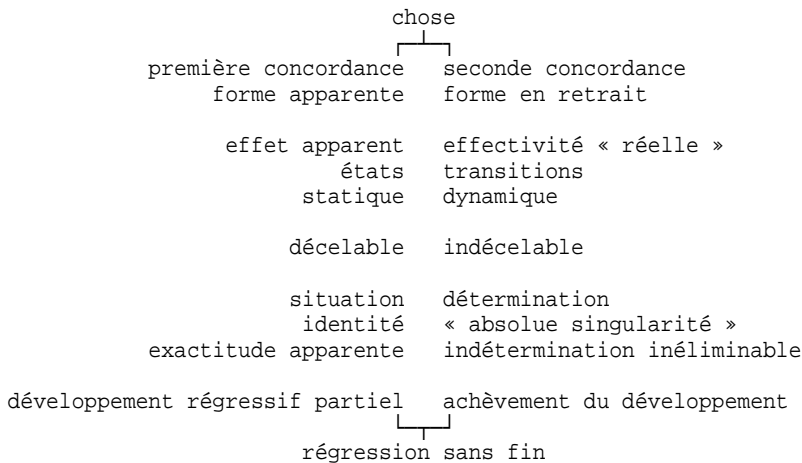 chose
première concordance seconde concordance
forme apparente forme en retrait
effet apparent effectivité « réelle »
états transitions
statique dynamique
décelable indécelable
situation détermination
identité « absolue singularité »
exactitude apparente indétermination inéliminable
développement régressif partiel achèvement du développement
régression sans fin